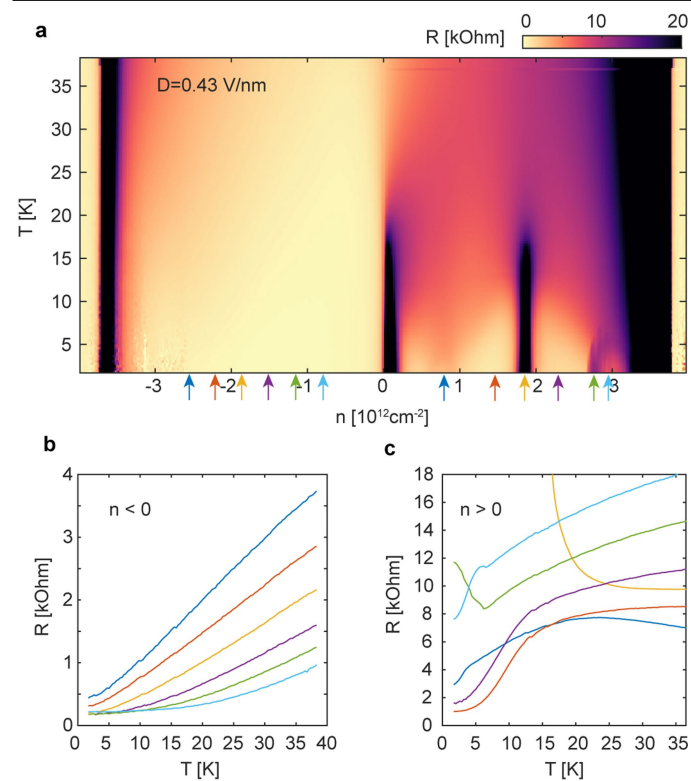 a
R [kOhm]
0 10 20
D=0.43 V/nm
T [K]
35
30
25
20
15
10
5
-3 -2 -1 0 1 2 3
n [10¹²cm⁻²]
b
c
n < 0
R [kOhm]
4
3
2
1
0
0 5 10 15 20 25 30 35 40
T [K]
n > 0
R [kOhm]
18
16
14
12
10
8
6
4
2
0
0 5 10 15 20 25 30 35
T [K]